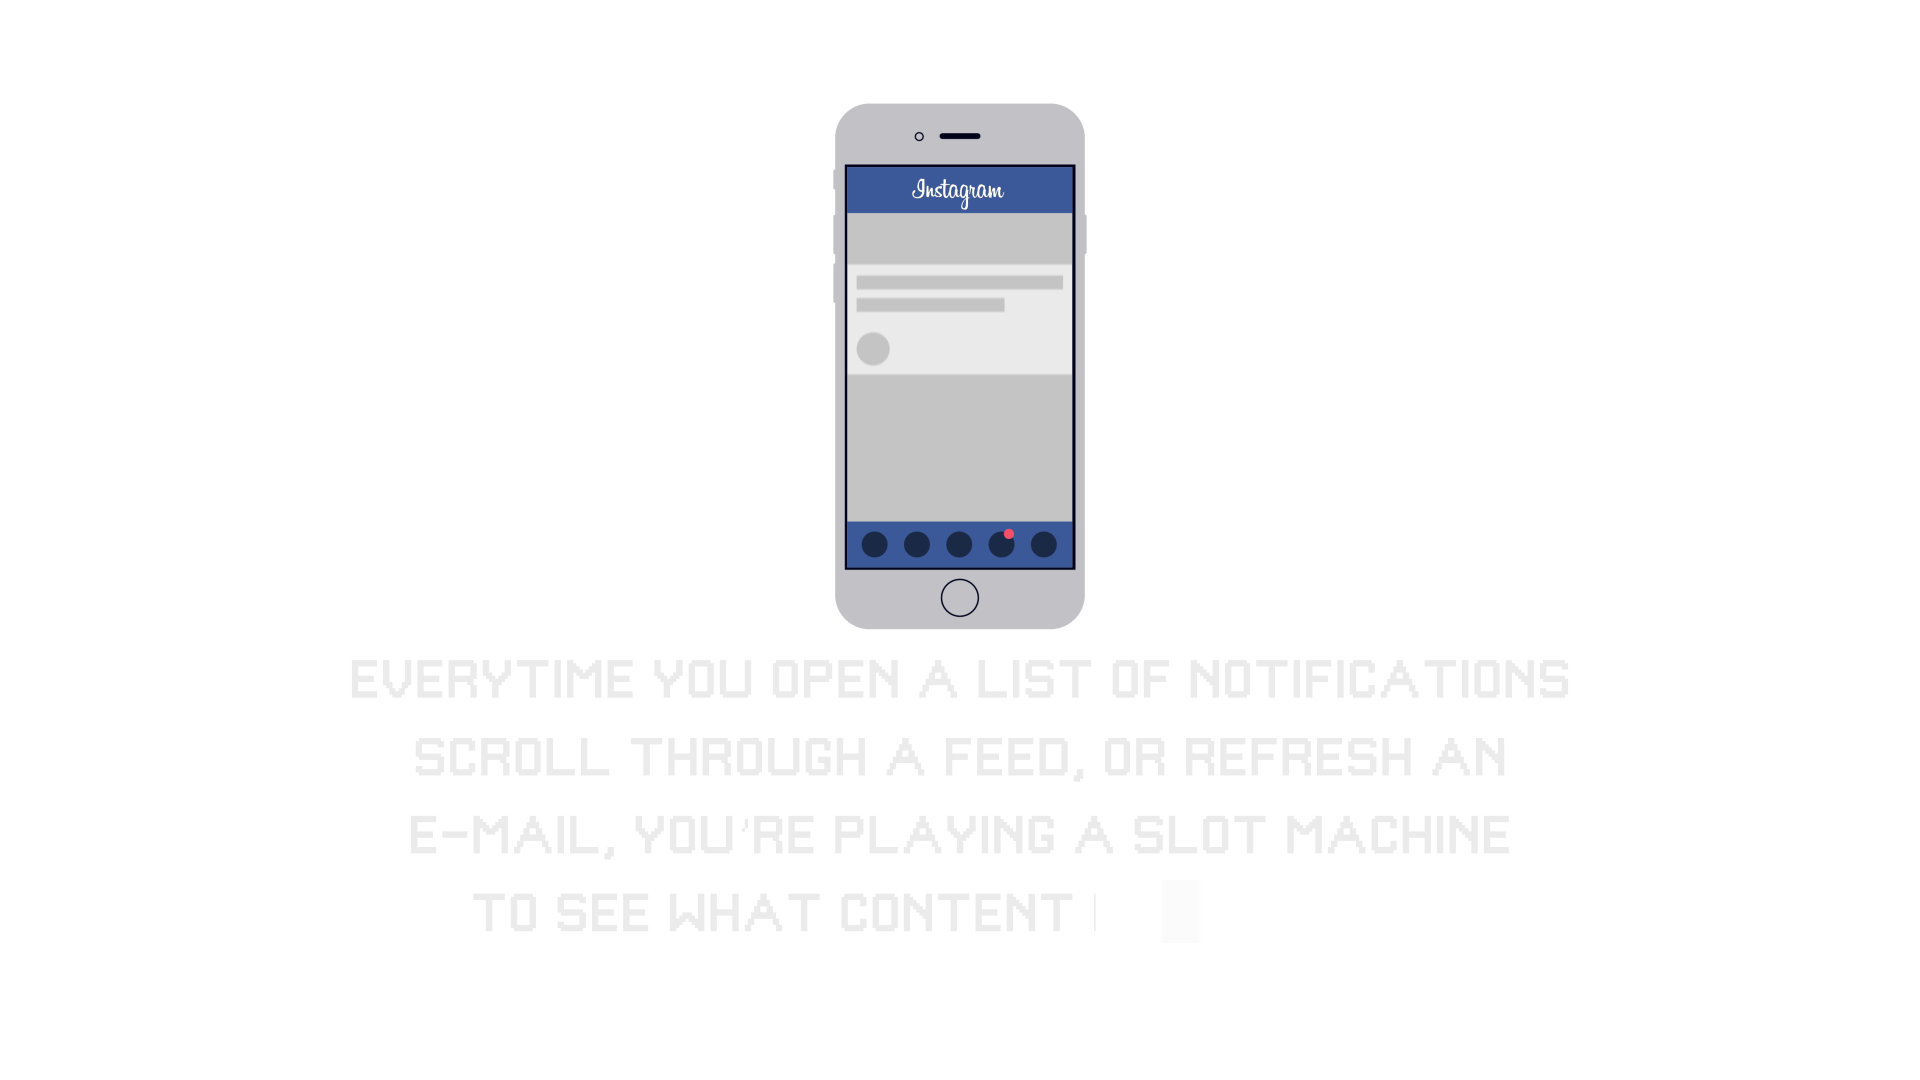 Instagram
EVERYTIME YOU OPEN A LIST OF NOTIFICATIONS
SCROLL THROUGH A FEED, OR REFRESH AN
E-MAIL, YOU'RE PLAYING A SLOT MACHINE
TO SEE WHAT CONTENT